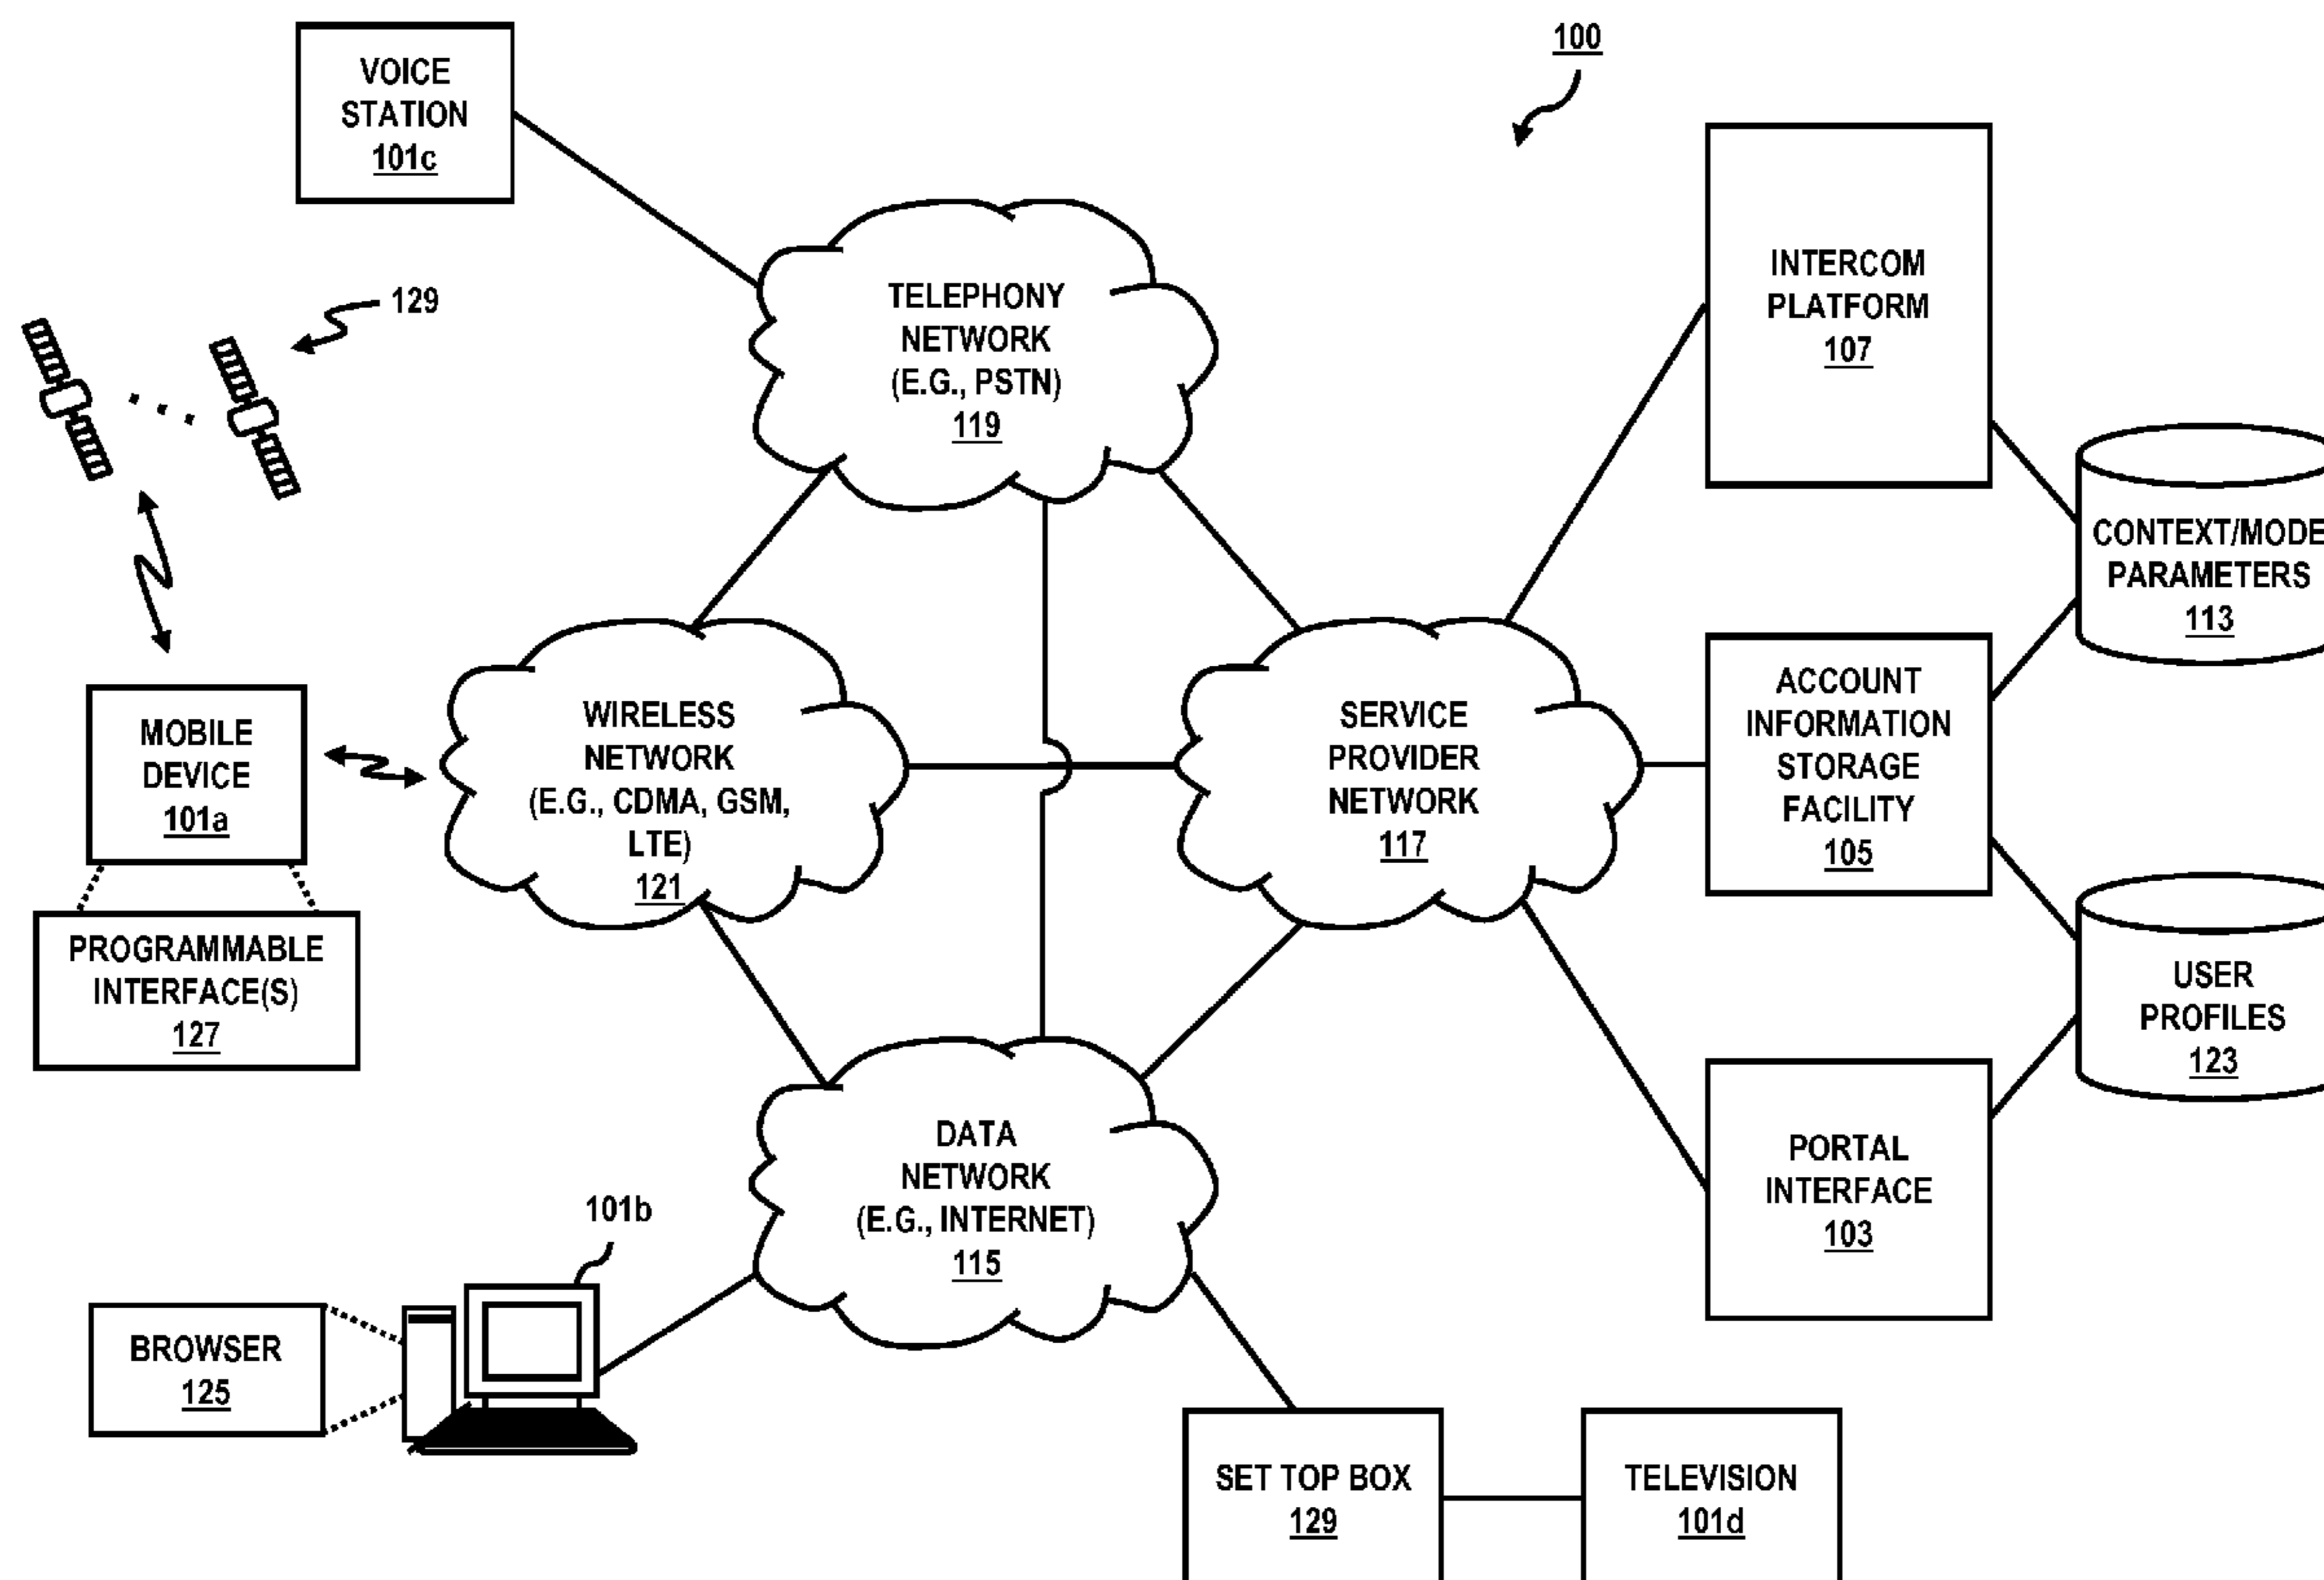 100
VOICE
STATION
101c
129
TELEPHONY
NETWORK
(E.G., PSTN)
119
INTERCOM
PLATFORM
107
CONTEXT/MODE
PARAMETERS
113
MOBILE
DEVICE
101a
WIRELESS
NETWORK
(E.G., CDMA, GSM,
LTE)
121
SERVICE
PROVIDER
NETWORK
117
ACCOUNT
INFORMATION
STORAGE
FACILITY
105
PROGRAMMABLE
INTERFACE(S)
127
USER
PROFILES
123
DATA
NETWORK
(E.G., INTERNET)
115
PORTAL
INTERFACE
103
101b
BROWSER
125
SET TOP BOX
129
TELEVISION
101d